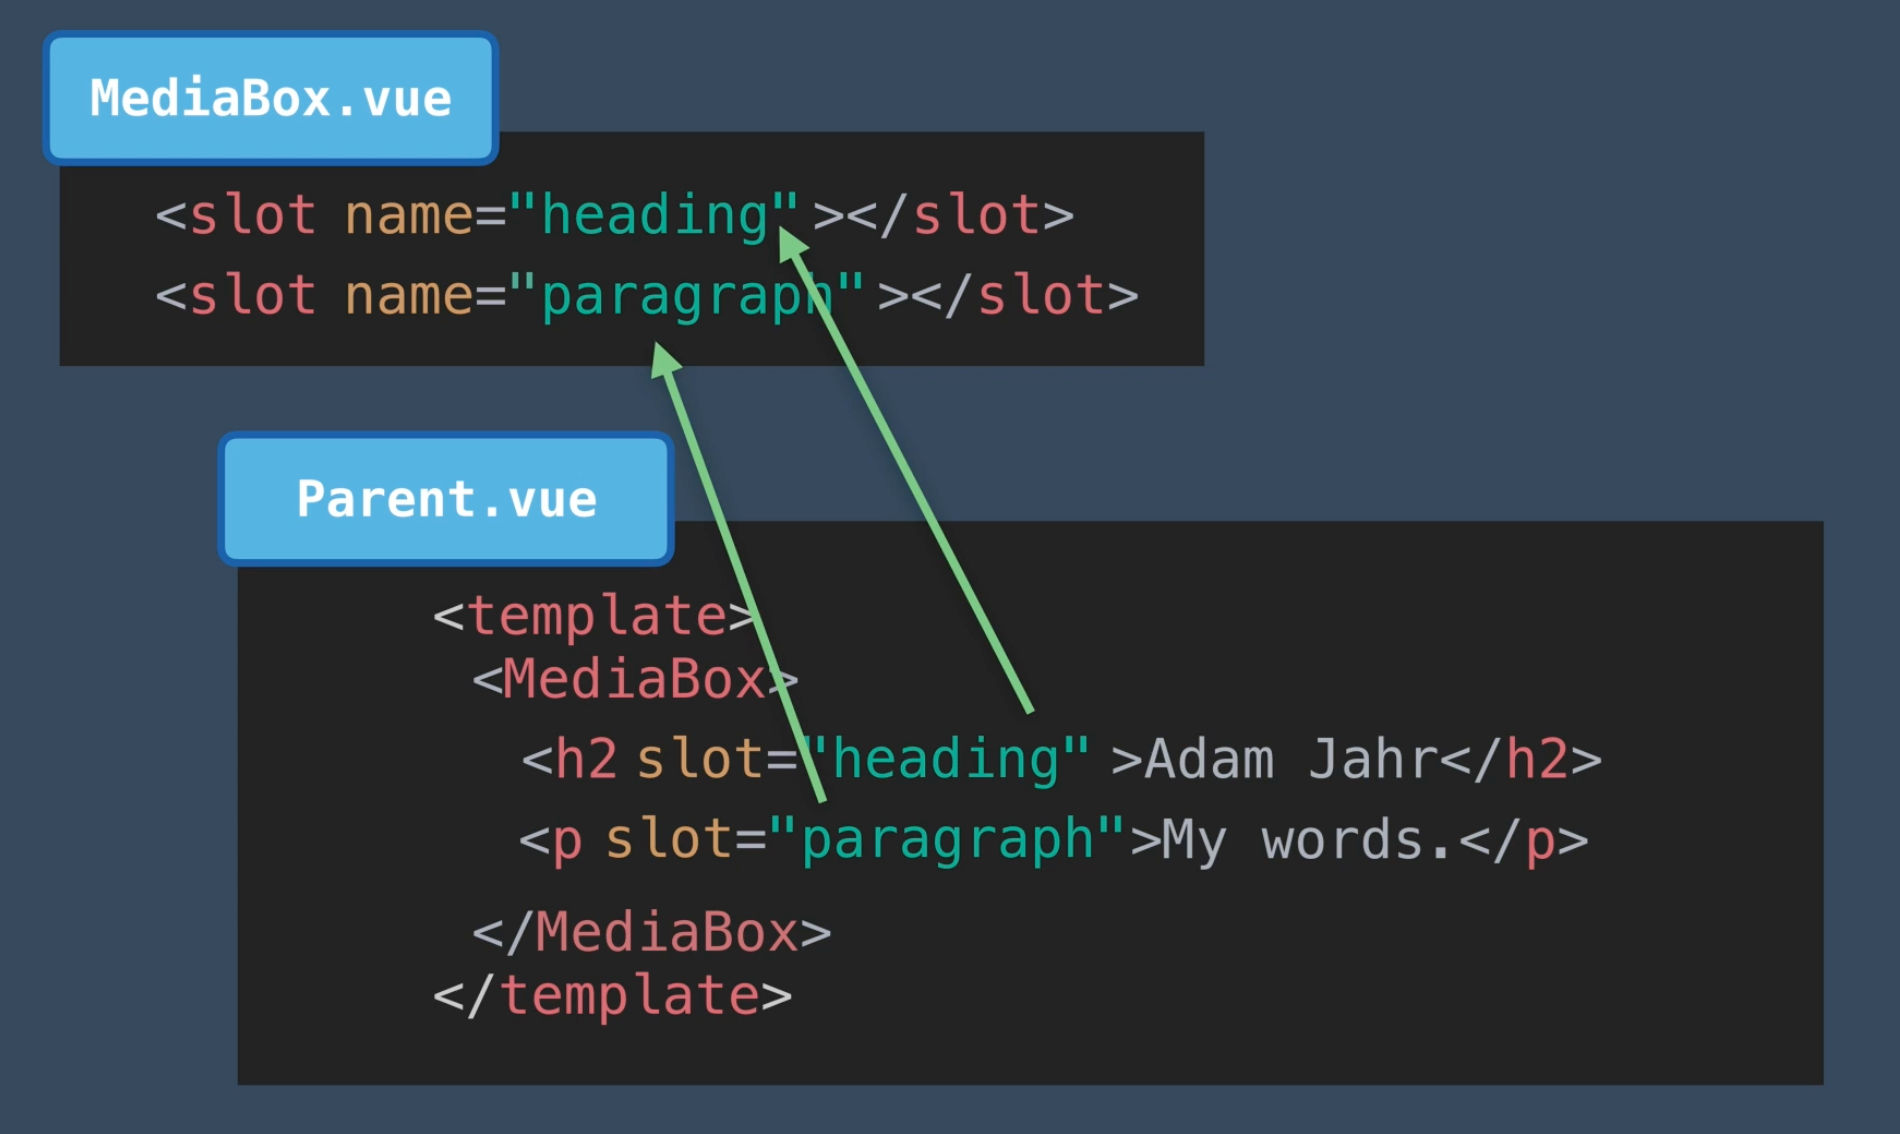 MediaBox.vue
<slot name="heading"></slot>
<slot name="paragraph"></slot>
Parent.vue
<template>
<MediaBox>
<h2 slot="heading">Adam Jahr</h2>
<p slot="paragraph">My words.</p>
</MediaBox>
</template>